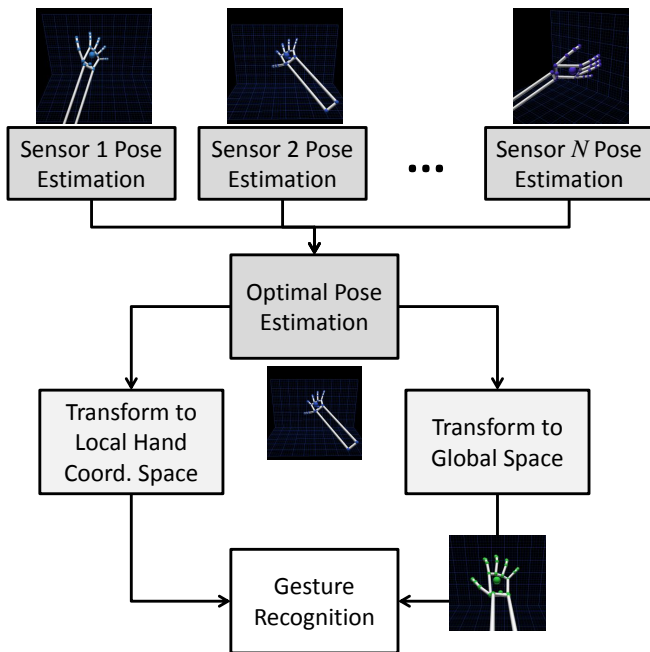 Sensor 1 Pose
Estimation
Sensor 2 Pose
Estimation
...
Sensor N Pose
Estimation
Optimal Pose
Estimation
Transform to
Local Hand
Coord. Space
Transform to
Global Space
Gesture
Recognition